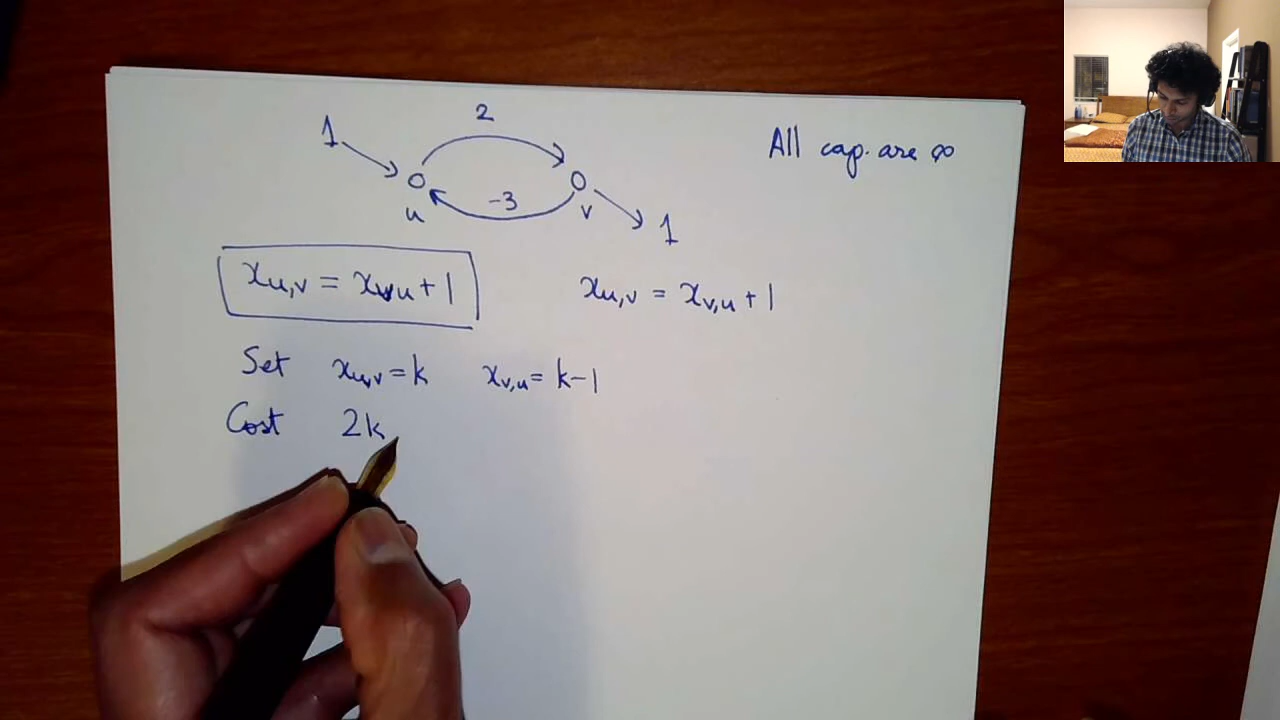 1 2 All cap. are ∞
-3
u v 1
x_{u,v} = x_{v,u} + 1 x_{u,v} = x_{v,u} + 1
Set x_{u,v} = k x_{v,u} = k-1
Cost 2k